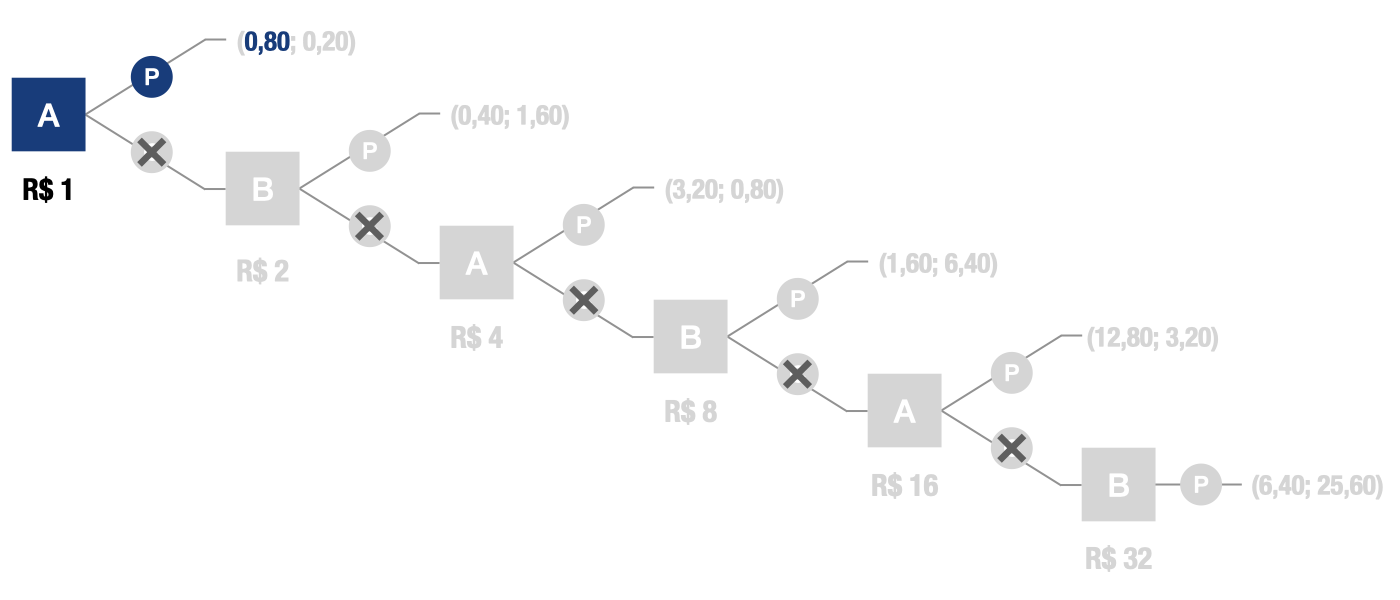 (0,80; 0,20)
P
A
R$ 1
(0,40; 1,60)
P
B
R$ 2
(3,20; 0,80)
P
A
R$ 4
(1,60; 6,40)
P
B
R$ 8
(12,80; 3,20)
P
A
R$ 16
B
P
(6,40; 25,60)
R$ 32